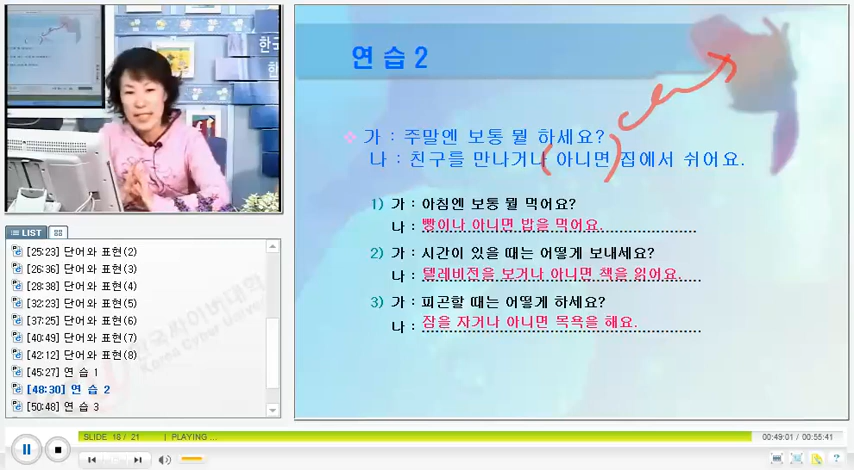 연 습 2
가 : 주말엔 보통 뭘 하세요?
나 : 친구를 만나거나 ( 아니면 ) 집에서 쉬어요.
1) 가 : 아침엔 보통 뭘 먹어요?
나 : 빵이나 아니면 밥을 먹어요.
2) 가 : 시간이 있을 때는 어떻게 보내세요?
나 : 텔레비전을 보거나 아니면 책을 읽어요.
3) 가 : 피곤할 때는 어떻게 하세요?
나 : 잠을 자거나 아니면 목욕을 해요.
LIST
[25:23] 단어와 표현(2)
[26:36] 단어와 표현(3)
[28:38] 단어와 표현(4)
[32:23] 단어와 표현(5)
[37:25] 단어와 표현(6)
[40:49] 단어와 표현(7)
[42:12] 단어와 표현(8)
[45:27] 연 습 1
[48:30] 연 습 2
[50:48] 연 습 3
SLIDE 18 / 21 | PLAYING ...
00:49:01 / 00:55:41